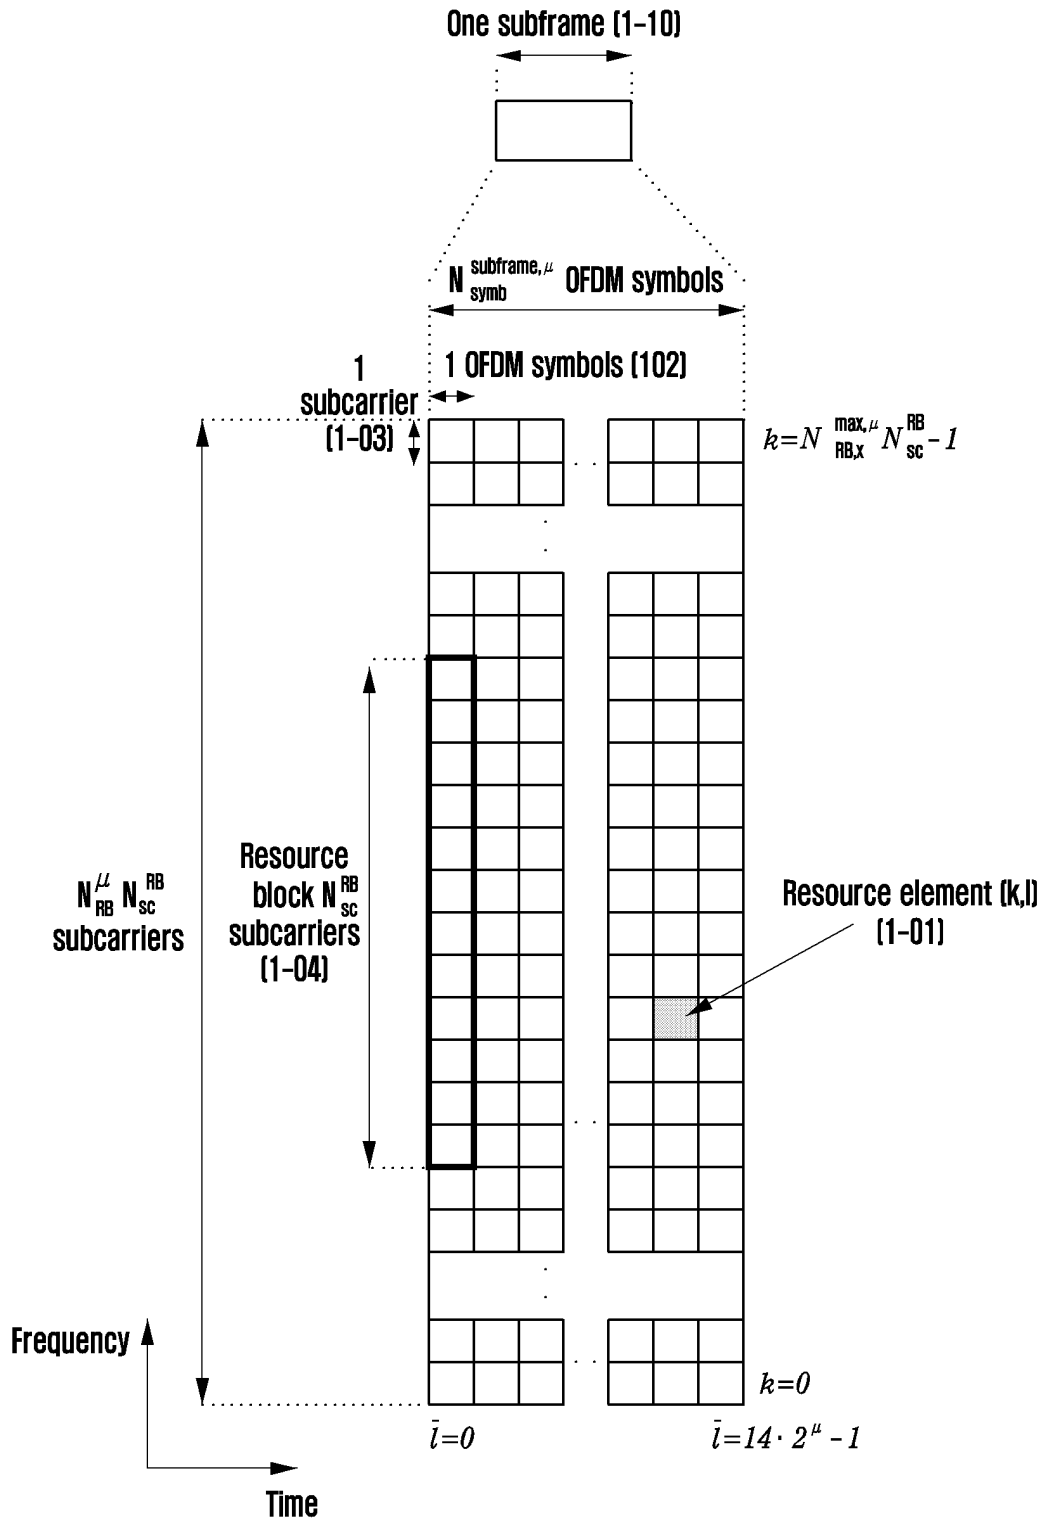 One subframe (1-10)
N subframe,μ symb OFDM symbols
1 OFDM symbols (102)
1
subcarrier
(1-03)
k=N max,μ RB,x N RB sc -1
Resource
block N RB sc
subcarriers
(1-04)
N μ RB N RB sc
subcarriers
Resource element (k,l)
(1-01)
Frequency
k=0
l̄=0
l̄=14·2^μ-1
Time